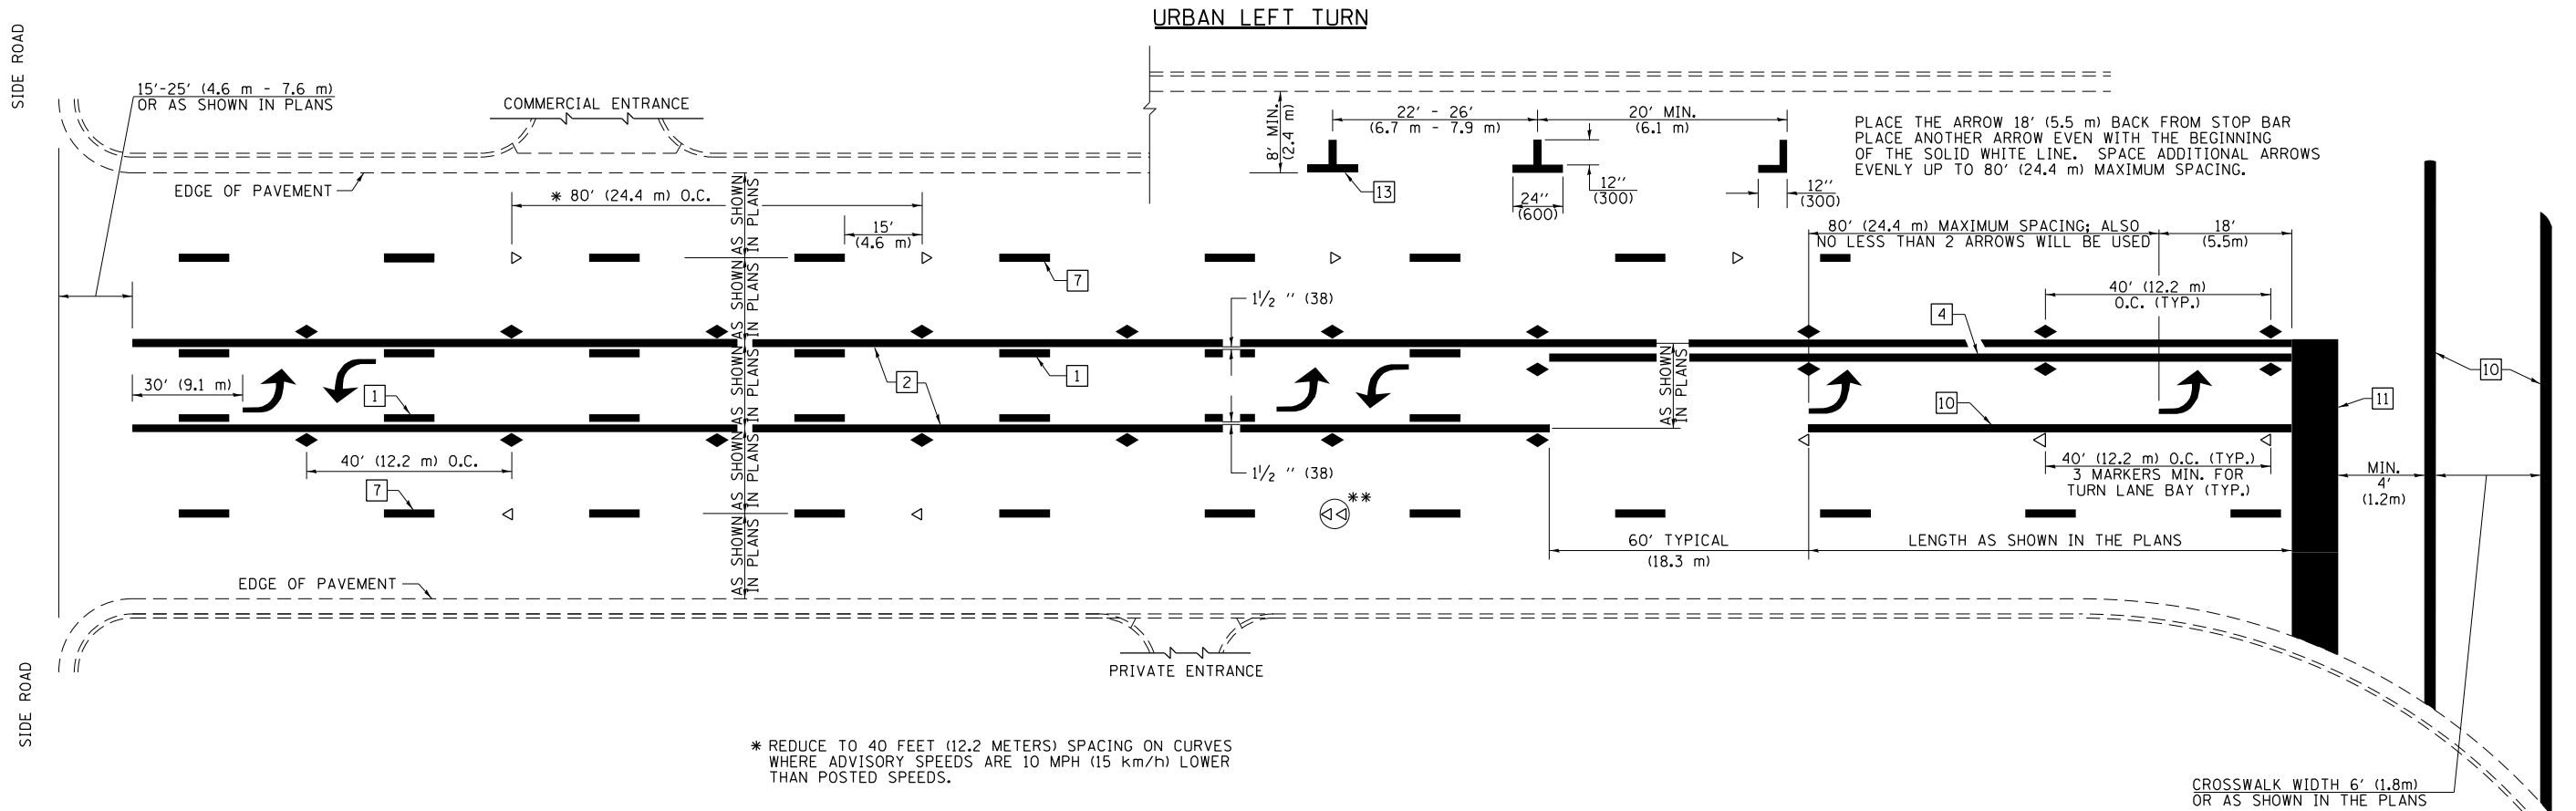 URBAN LEFT TURN
SIDE ROAD
15'-25' (4.6 m - 7.6 m)
OR AS SHOWN IN PLANS
COMMERCIAL ENTRANCE
EDGE OF PAVEMENT
* 80' (24.4 m) O.C.
15'
(4.6 m)
7
AS SHOWN
IN PLANS
AS SHOWN
IN PLANS
AS SHOWN
IN PLANS
AS SHOWN
IN PLANS
AS SHOWN
IN PLANS
8' MIN.
(2.4 m)
22' - 26'
(6.7 m - 7.9 m)
20' MIN.
(6.1 m)
13
24''
(600)
12''
(300)
12''
(300)
PLACE THE ARROW 18' (5.5 m) BACK FROM STOP BAR
PLACE ANOTHER ARROW EVEN WITH THE BEGINNING
OF THE SOLID WHITE LINE. SPACE ADDITIONAL ARROWS
EVENLY UP TO 80' (24.4 m) MAXIMUM SPACING.
80' (24.4 m) MAXIMUM SPACING; ALSO
NO LESS THAN 2 ARROWS WILL BE USED
18'
(5.5m)
1½ '' (38)
40' (12.2 m)
O.C. (TYP.)
4
30' (9.1 m)
1
2
1
AS SHOWN
IN PLANS
10
11
10
40' (12.2 m) O.C.
7
1½ '' (38)
**
40' (12.2 m) O.C. (TYP.)
3 MARKERS MIN. FOR
TURN LANE BAY (TYP.)
MIN.
4'
(1.2m)
60' TYPICAL
(18.3 m)
LENGTH AS SHOWN IN THE PLANS
EDGE OF PAVEMENT
SIDE ROAD
PRIVATE ENTRANCE
* REDUCE TO 40 FEET (12.2 METERS) SPACING ON CURVES
WHERE ADVISORY SPEEDS ARE 10 MPH (15 km/h) LOWER
THAN POSTED SPEEDS.
CROSSWALK WIDTH 6' (1.8m)
OR AS SHOWN IN THE PLANS